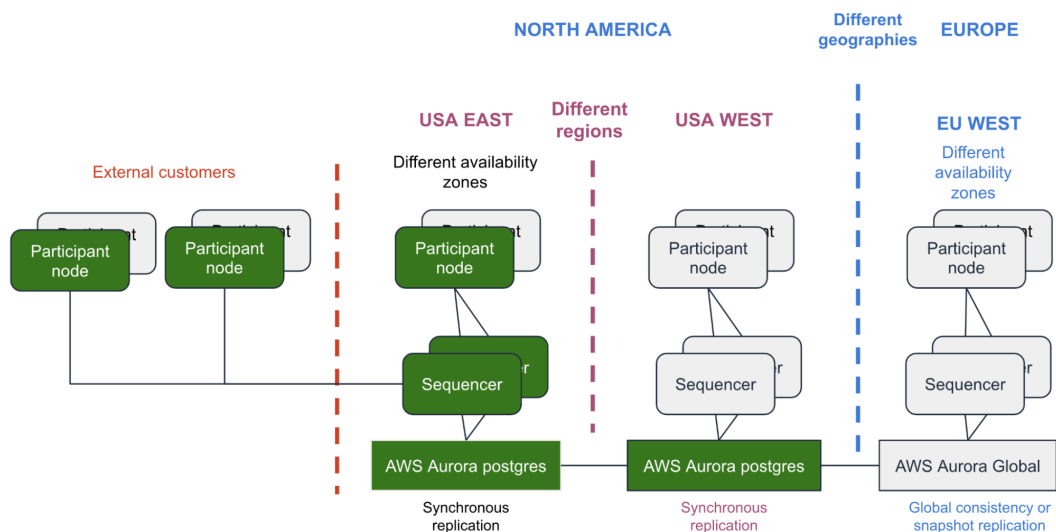 NORTH AMERICA
Different
geographies
EUROPE
USA EAST
Different
regions
USA WEST
EU WEST
External customers
Different availability
zones
Different
availability
zones
Participant
node
Participant
node
Participant
node
Participant
node
Participant
node
Sequencer
Sequencer
Sequencer
AWS Aurora postgres
AWS Aurora postgres
AWS Aurora Global
Synchronous
replication
Synchronous
replication
Global consistency or
snapshot replication